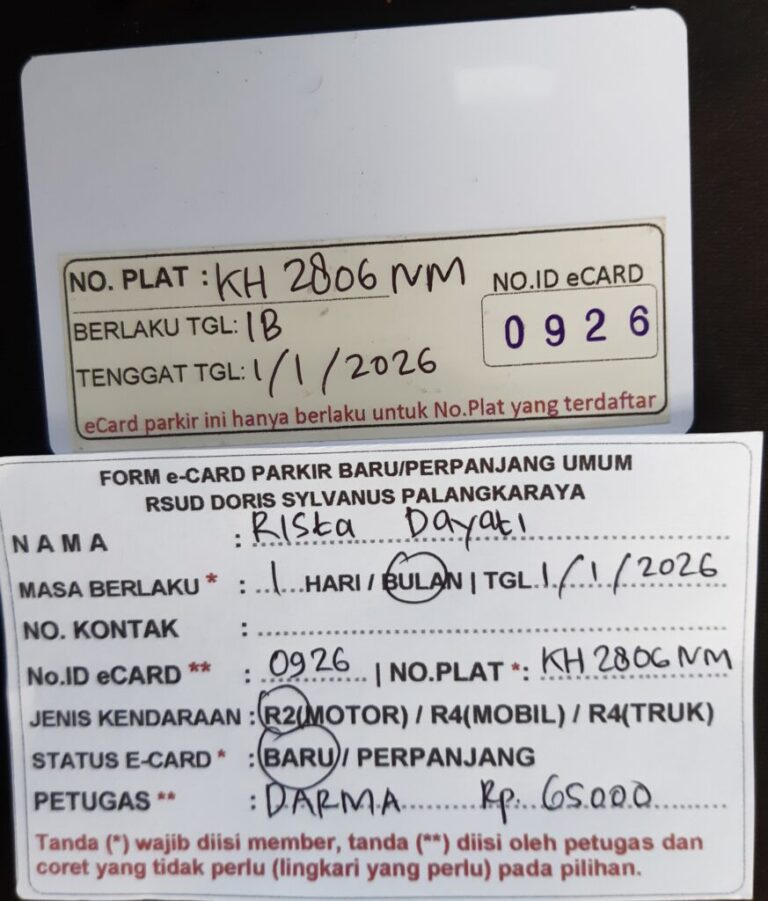 NO. PLAT : KH 2806 NM
NO.ID eCARD
0926
BERLAKU TGL: 1B
TENGGAT TGL: 1/1/2026
eCard parkir ini hanya berlaku untuk No.Plat yang terdaftar
FORM e-CARD PARKIR BARU/PERPANJANG UMUM
RSUD DORIS SYLVANUS PALANGKARAYA
NAMA : Riska Dayati
MASA BERLAKU * : 1 HARI / BULAN | TGL 1/1/2026
NO. KONTAK :
No.ID eCARD ** : 0926 | NO.PLAT *: KH 2806 NM
JENIS KENDARAAN : R2(MOTOR) / R4(MOBIL) / R4(TRUK)
STATUS E-CARD * : BARU / PERPANJANG
PETUGAS ** : DARMA Rp. 65.000
Tanda (*) wajib diisi member, tanda (**) diisi oleh petugas dan
coret yang tidak perlu (lingkari yang perlu) pada pilihan.